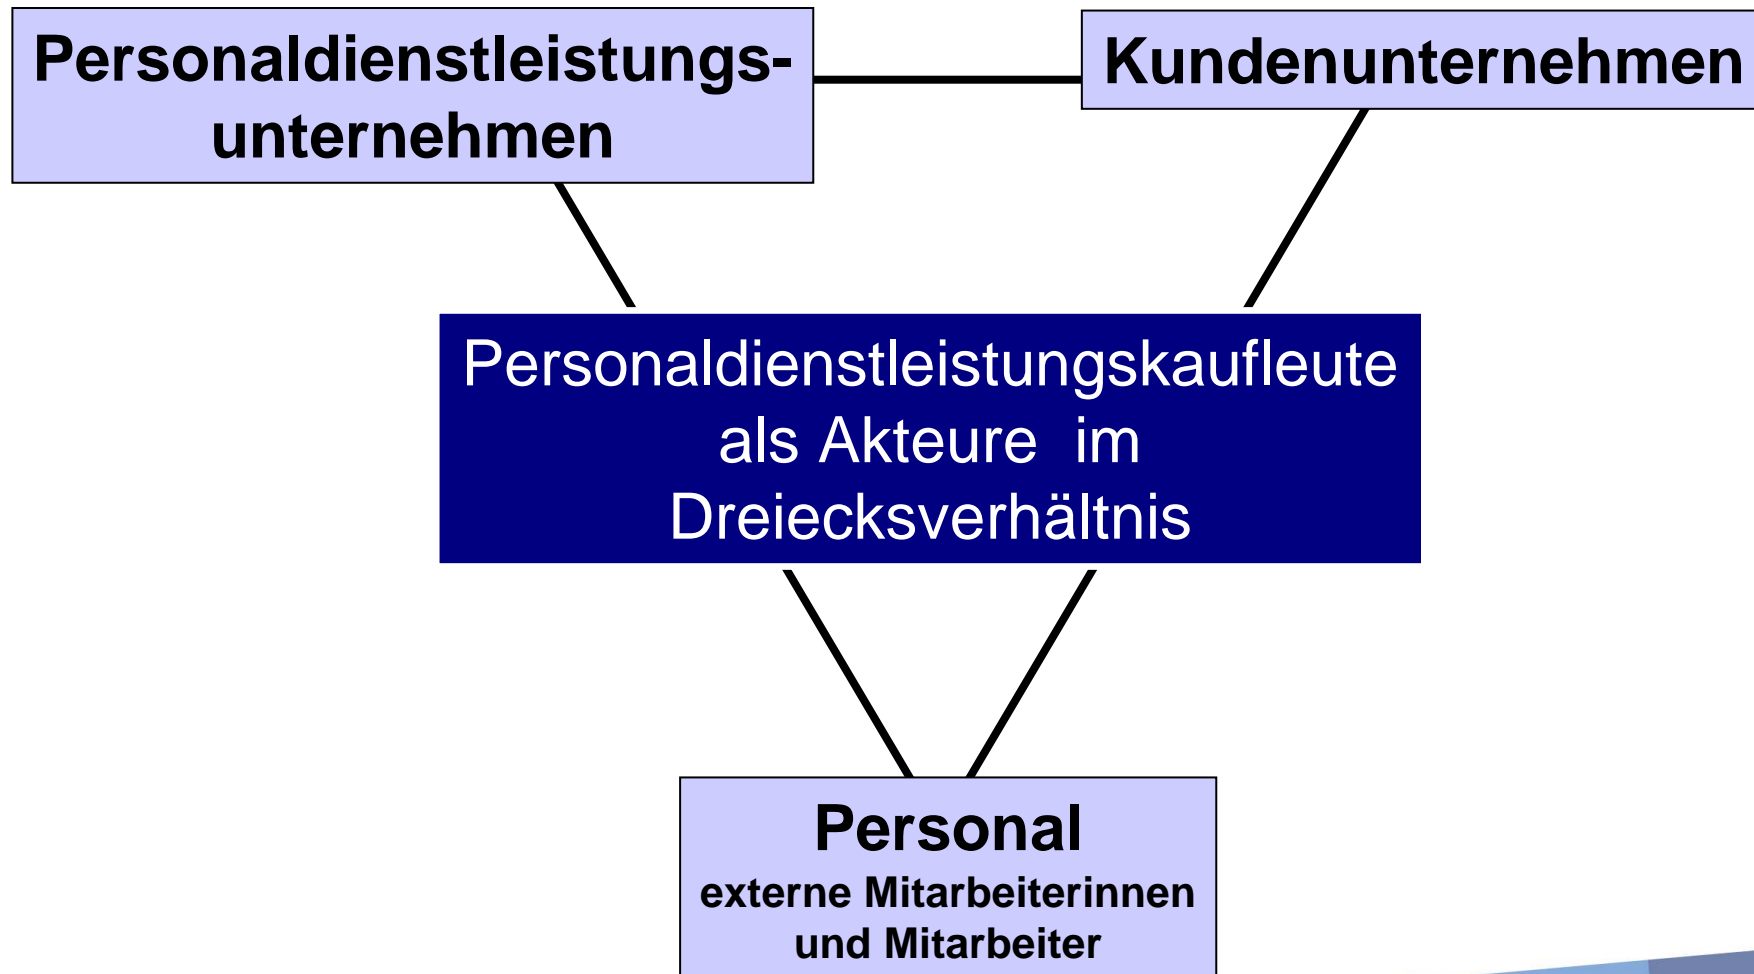 Personaldienstleistungs-
unternehmen
Kundenunternehmen
Personaldienstleistungskaufleute
als Akteure im
Dreiecksverhältnis
Personal
externe Mitarbeiterinnen
und Mitarbeiter